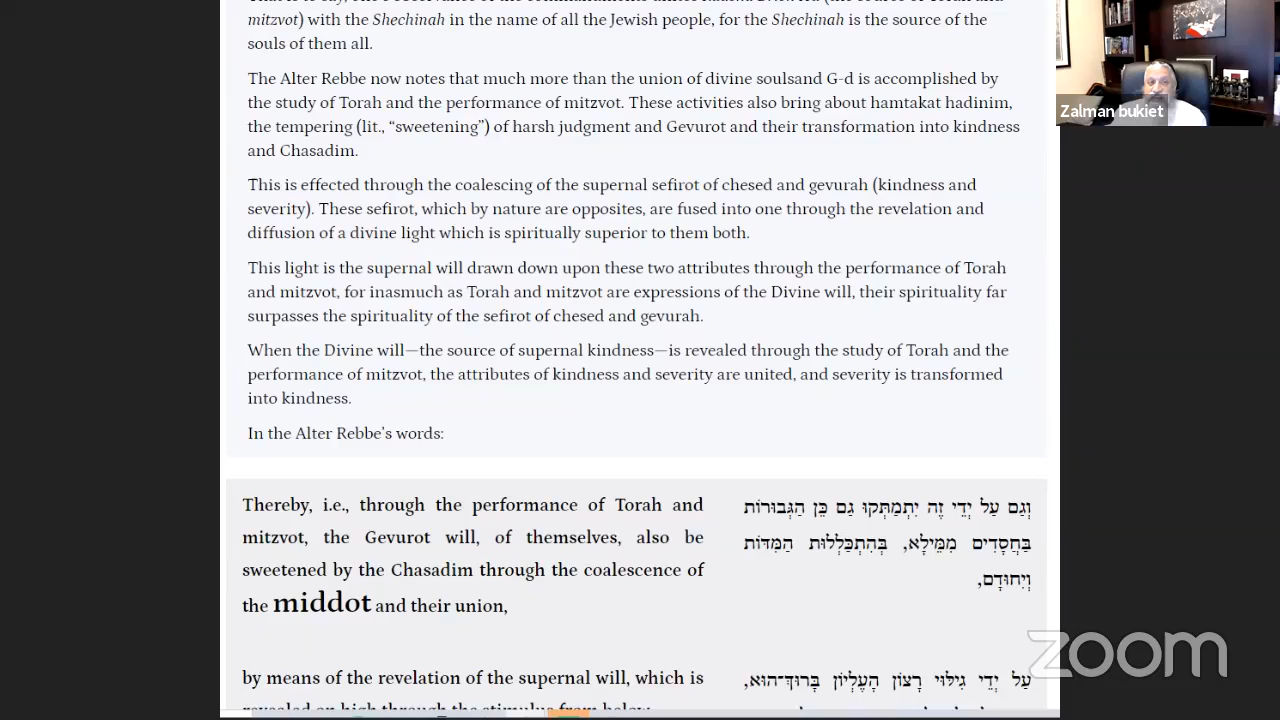 mitzvot) with the Shechinah in the name of all the Jewish people, for the Shechinah is the source of the
souls of them all.
The Alter Rebbe now notes that much more than the union of divine soulsand G-d is accomplished by
the study of Torah and the performance of mitzvot. These activities also bring about hamtakat hadinim,
the tempering (lit., “sweetening”) of harsh judgment and Gevurot and their transformation into kindness
and Chasadim.
This is effected through the coalescing of the supernal sefirot of chesed and gevurah (kindness and
severity). These sefirot, which by nature are opposites, are fused into one through the revelation and
diffusion of a divine light which is spiritually superior to them both.
This light is the supernal will drawn down upon these two attributes through the performance of Torah
and mitzvot, for inasmuch as Torah and mitzvot are expressions of the Divine will, their spirituality far
surpasses the spirituality of the sefirot of chesed and gevurah.
When the Divine will—the source of supernal kindness—is revealed through the study of Torah and the
performance of mitzvot, the attributes of kindness and severity are united, and severity is transformed
into kindness.
In the Alter Rebbe’s words:
Thereby, i.e., through the performance of Torah and
mitzvot, the Gevurot will, of themselves, also be
sweetened by the Chasadim through the coalescence of
the middot and their union,
by means of the revelation of the supernal will, which is
revealed on high through the stimulus from below
וְגַם עַל יְדֵי זֶה יִתְמַתְּקוּ גַם כֵּן הַגְּבוּרוֹת
בַּחֲסָדִים מִמֵּילָא, בְּהִתְכַּלְלוּת הַמִּדּוֹת
וְיִחוּדָם,
עַל יְדֵי גִילּוּי רָצוֹן הָעֶלְיוֹן בָּרוּךְ־הוּא,
Zalman bukiet
zoom